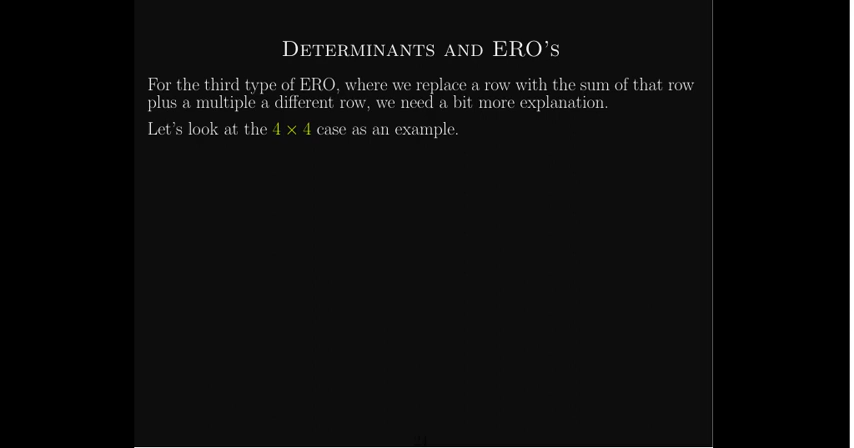 Determinants and ERO's
For the third type of ERO, where we replace a row with the sum of that row
plus a multiple a different row, we need a bit more explanation.
Let's look at the 4 × 4 case as an example.